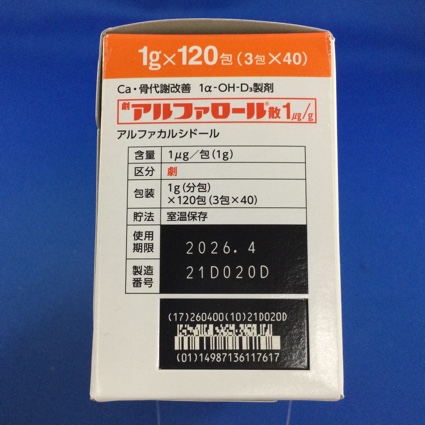 1g×120包(3包×40)
Ca・骨代謝改善 1α-OH-D₃製剤
劇 アルファロール®散1μg/g
アルファカルシドール
含量 1μg/包(1g)
区分 劇
包装 1g(分包)
×120包(3包×40)
貯法 室温保存
使用
期限 2026.4
製造
番号 21D020D
(17)260400(10)21D020D
(01)14987136117617